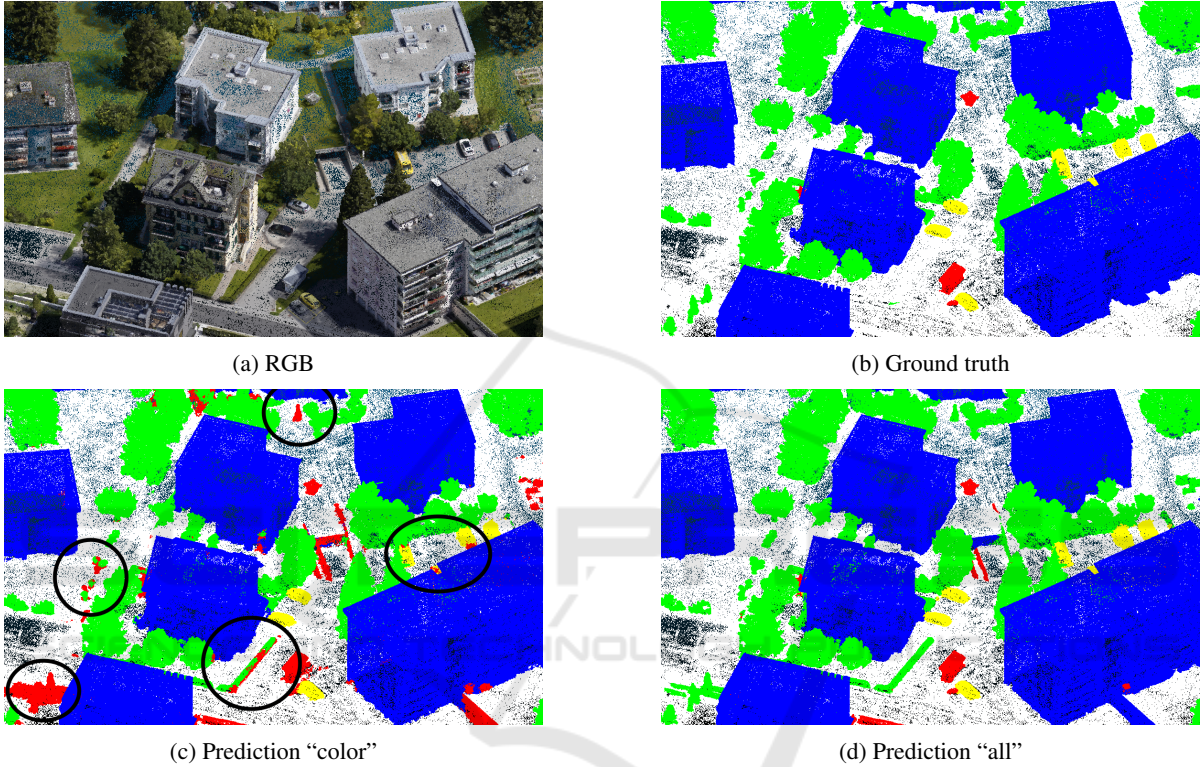 (a) RGB
(b) Ground truth
(c) Prediction “color”
(d) Prediction “all”